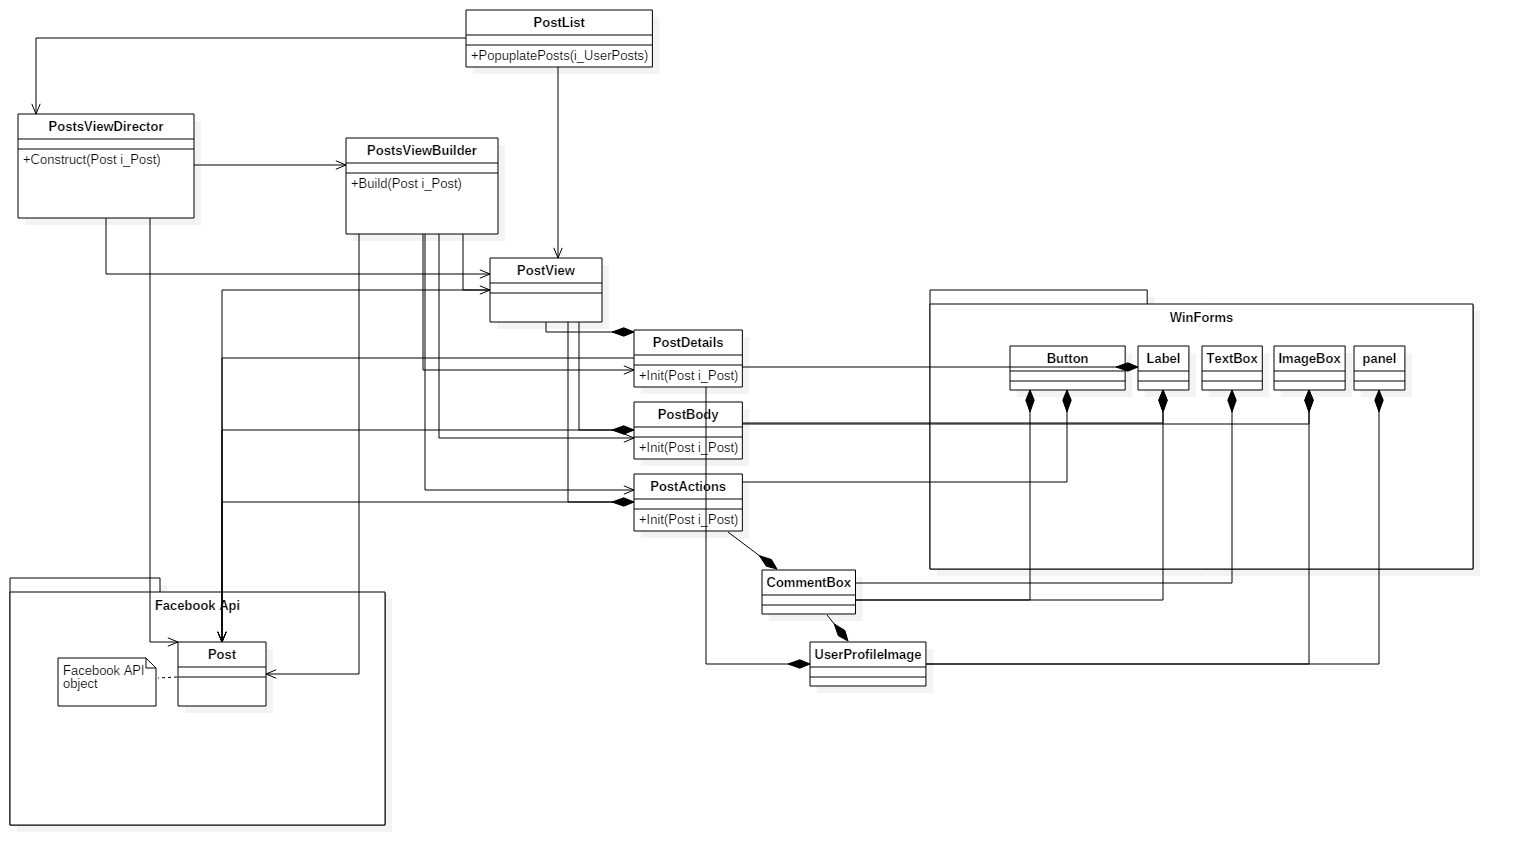 PostList
+PopuplatePosts(i_UserPosts)
PostsViewDirector
+Construct(Post i_Post)
PostsViewBuilder
+Build(Post i_Post)
PostView
WinForms
PostDetails
+Init(Post i_Post)
Button
Label
TextBox
ImageBox
panel
PostBody
+Init(Post i_Post)
PostActions
+Init(Post i_Post)
CommentBox
UserProfileImage
Facebook Api
Post
Facebook API
object